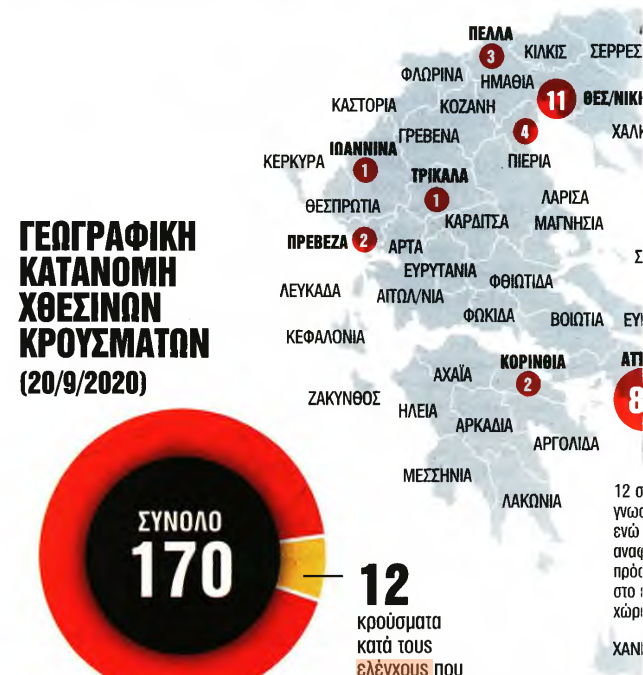 ΠΕΛΛΑ
3
ΚΙΛΚΙΣ
ΣΕΡΡΕΣ
ΦΛΩΡΙΝΑ
ΗΜΑΘΙΑ
11
ΘΕΣ/ΝΙΚΗ
ΚΑΣΤΟΡΙΑ
ΚΟΖΑΝΗ
4
ΓΡΕΒΕΝΑ
ΙΩΑΝΝΙΝΑ
1
ΚΕΡΚΥΡΑ
ΠΙΕΡΙΑ
ΤΡΙΚΑΛΑ
1
ΘΕΣΠΡΩΤΙΑ
ΛΑΡΙΣΑ
ΚΑΡΔΙΤΣΑ
ΜΑΓΝΗΣΙΑ
ΠΡΕΒΕΖΑ 2
ΑΡΤΑ
ΕΥΡΥΤΑΝΙΑ
ΦΘΙΩΤΙΔΑ
ΛΕΥΚΑΔΑ
ΑΙΤΩΛ/ΝΙΑ
ΦΩΚΙΔΑ
ΒΟΙΩΤΙΑ
ΚΕΦΑΛΟΝΙΑ
ΚΟΡΙΝΘΙΑ
2
ΑΧΑΪΑ
ΖΑΚΥΝΘΟΣ
ΗΛΕΙΑ
ΑΡΚΑΔΙΑ
ΑΡΓΟΛΙΔΑ
ΜΕΣΣΗΝΙΑ
ΛΑΚΩΝΙΑ
ΓΕΩΓΡΑΦΙΚΗ
ΚΑΤΑΝΟΜΗ
ΧΘΕΣΙΝΩΝ
ΚΡΟΥΣΜΑΤΩΝ
(20/9/2020)
ΣΥΝΟΛΟ
170
12
κρούσματα
κατά τους
ελέγχους που
12
ενώ
στο